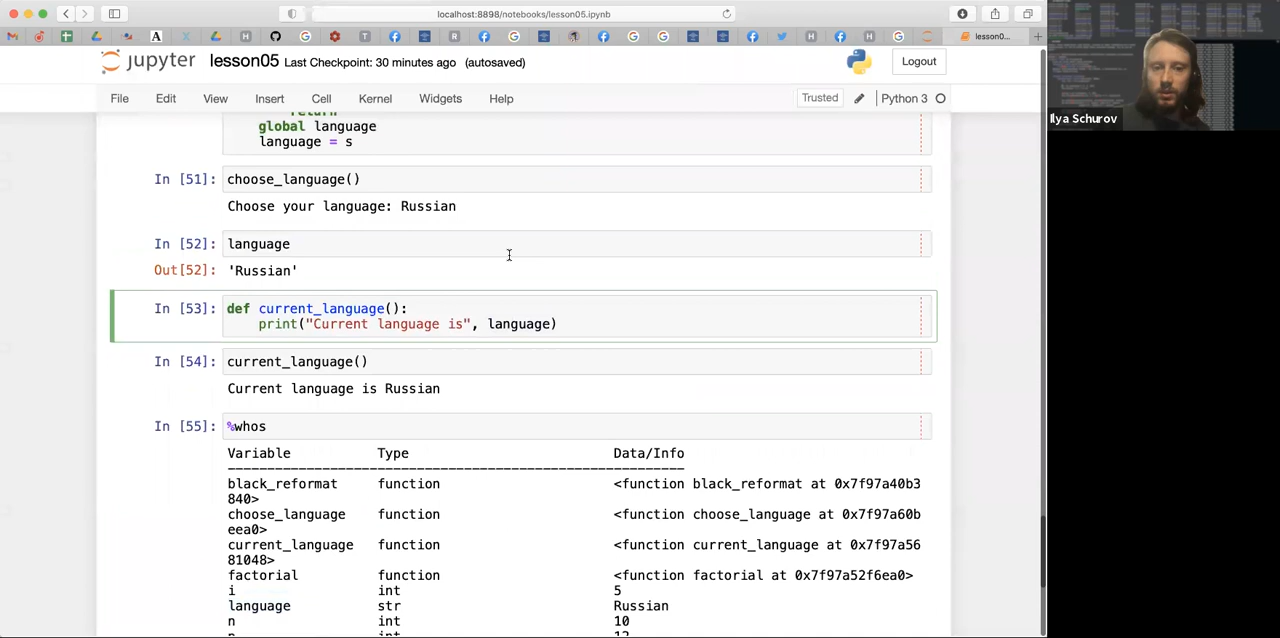 localhost:8898/notebooks/lesson05.ipynb
lesson0...
jupyter lesson05 Last Checkpoint: 30 minutes ago (autosaved)
Logout
File Edit View Insert Cell Kernel Widgets Help
Trusted Python 3
return
global language
language = s
In [51]: choose_language()
Choose your language: Russian
In [52]: language
Out[52]: 'Russian'
In [53]: def current_language():
print("Current language is", language)
In [54]: current_language()
Current language is Russian
In [55]: %whos
Variable Type Data/Info
black_reformat function <function black_reformat at 0x7f97a40b3
840>
choose_language function <function choose_language at 0x7f97a60b
eea0>
current_language function <function current_language at 0x7f97a56
81048>
factorial function <function factorial at 0x7f97a52f6ea0>
i int 5
language str Russian
n int 10
int 12
Ilya Schurov